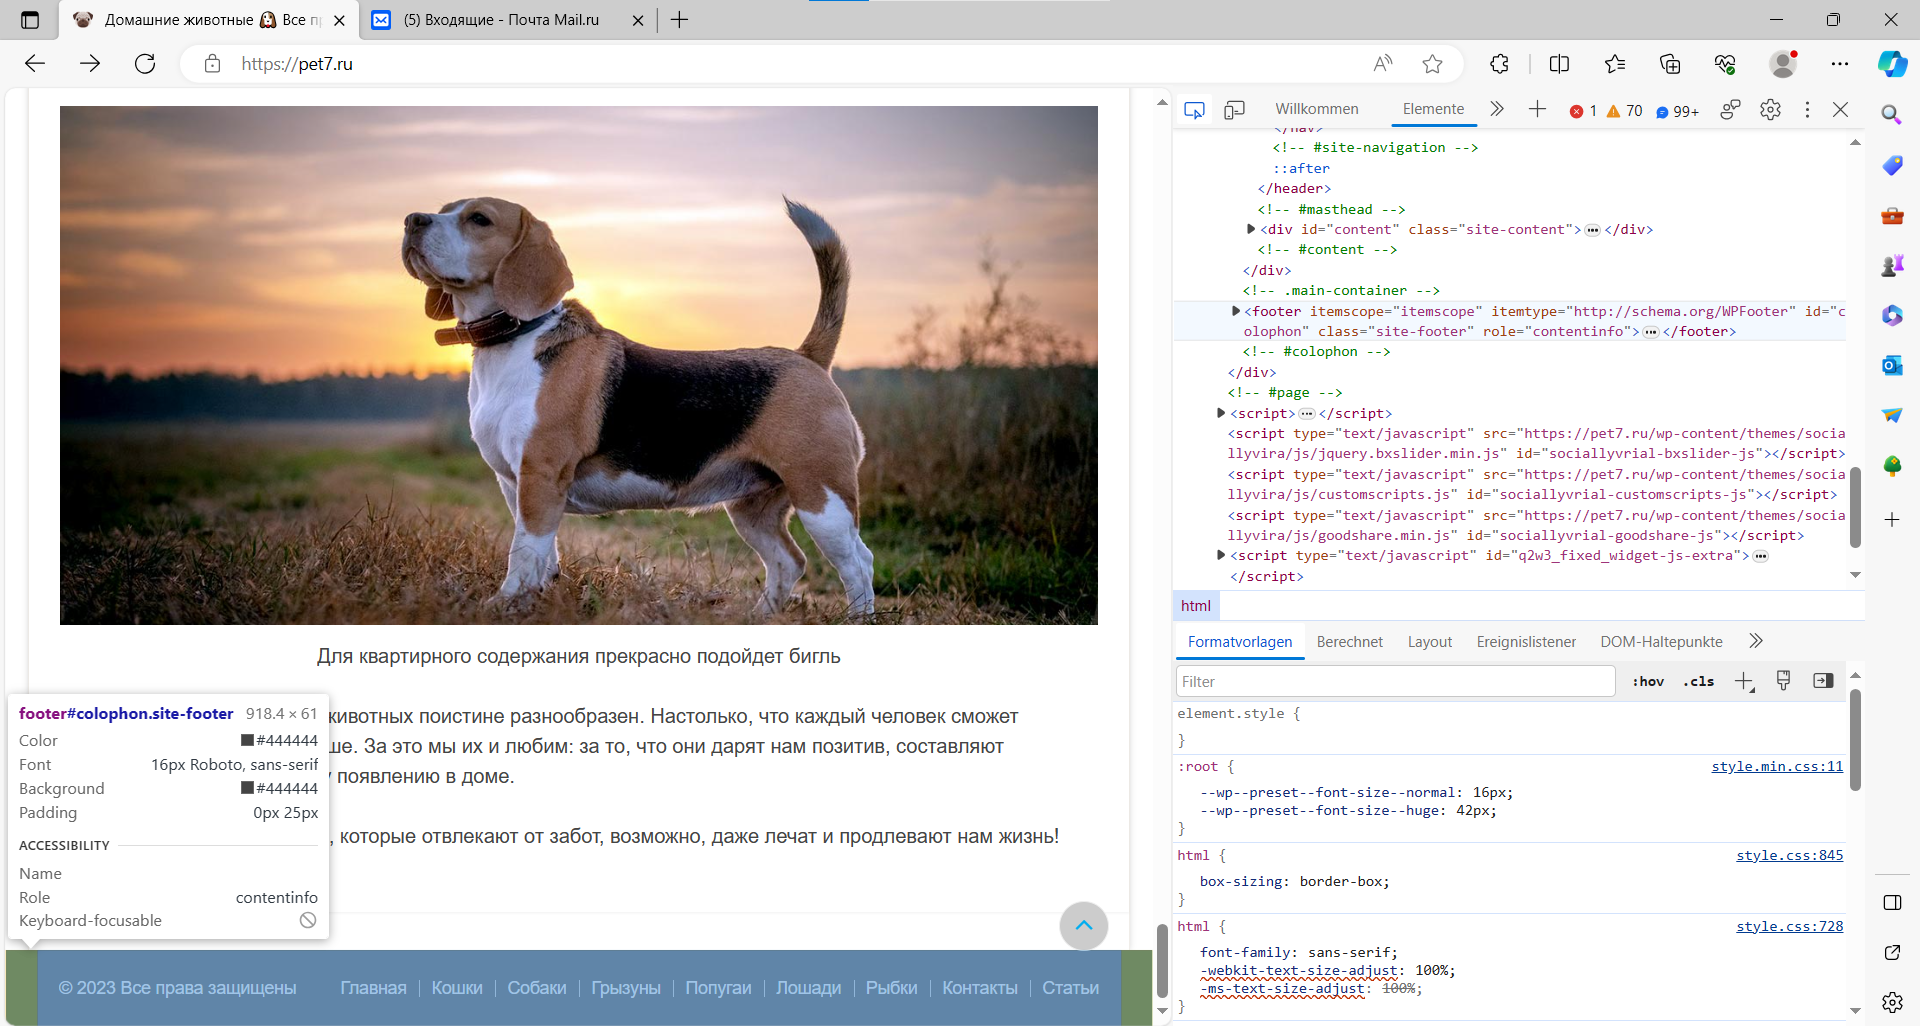 Домашние животные 🐶 Все п
(5) Входящие - Почта Mail.ru
https://pet7.ru
Для квартирного содержания прекрасно подойдет бигль
животных поистине разнообразен. Настолько, что каждый человек сможет
ше. За это мы их и любим: за то, что они дарят нам позитив, составляют
у появлению в доме.
, которые отвлекают от забот, возможно, даже лечат и продлевают нам жизнь!
footer#colophon.site-footer 918.4 × 61
Color #444444
Font 16px Roboto, sans-serif
Background #444444
Padding 0px 25px
ACCESSIBILITY
Name
Role contentinfo
Keyboard-focusable
© 2023 Все права защищены Главная Кошки Собаки Грызуны Попугаи Лошади Рыбки Контакты Статьи
Willkommen Elemente 1 70 99+
</nav>
<!-- #site-navigation -->
::after
</header>
<!-- #masthead -->
<div id="content" class="site-content">…</div>
<!-- #content -->
</div>
<!-- .main-container -->
<footer itemscope="itemscope" itemtype="http://schema.org/WPFooter" id="c
olophon" class="site-footer" role="contentinfo">…</footer>
<!-- #colophon -->
</div>
<!-- #page -->
<script>…</script>
<script type="text/javascript" src="https://pet7.ru/wp-content/themes/socia
llyvira/js/jquery.bxslider.min.js" id="sociallyvrial-bxslider-js"></script>
<script type="text/javascript" src="https://pet7.ru/wp-content/themes/socia
llyvira/js/customscripts.js" id="sociallyvrial-customscripts-js"></script>
<script type="text/javascript" src="https://pet7.ru/wp-content/themes/socia
llyvira/js/goodshare.min.js" id="sociallyvrial-goodshare-js"></script>
<script type="text/javascript" id="q2w3_fixed_widget-js-extra">…
</script>
html
Formatvorlagen Berechnet Layout Ereignislistener DOM-Haltepunkte
Filter :hov .cls
element.style {
}
:root { style.min.css:11
--wp--preset--font-size--normal: 16px;
--wp--preset--font-size--huge: 42px;
}
html { style.css:845
box-sizing: border-box;
}
html { style.css:728
font-family: sans-serif;
-webkit-text-size-adjust: 100%;
-ms-text-size-adjust: 100%;
}